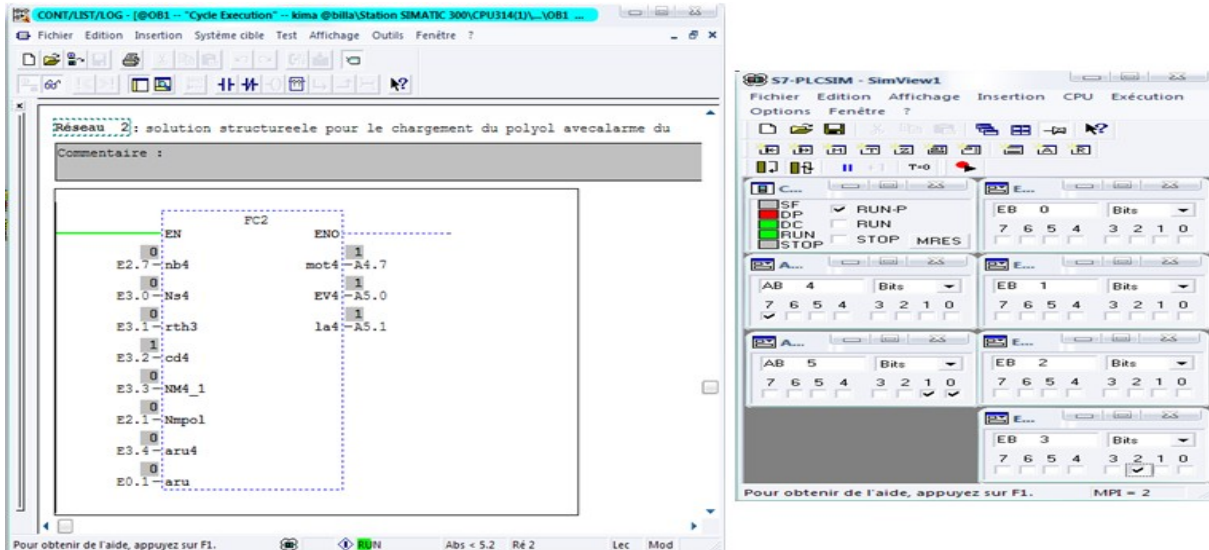 CONT/LIST/LOG - [@OB1 -- "Cycle Execution" -- kima @billa\Station SIMATIC 300\CPU314(1)\...\OB1 ...
Fichier Edition Insertion Système cible Test Affichage Outils Fenêtre ?
Réseau 2: solution structureele pour le chargement du polyol avecalarme du
Commentaire :
FC2
EN ENO
0 1
E2.7 nb4 mot4 A4.7
0 1
E3.0 Ns4 EV4 A5.0
0 1
E3.1 rth3 la4 A5.1
1
E3.2 cd4
0
E3.3 NM4_1
0
E2.1 Nmpol
0
E3.4 aru4
0
E0.1 aru
Pour obtenir de l'aide, appuyez sur F1. RUN Abs < 5.2 Ré 2 Lec Mod
S7-PLCSIM - SimView1
Fichier Edition Affichage Insertion CPU Exécution
Options Fenêtre ?
T=0
C...
SF
DP
DC
RUN
STOP
RUN-P
RUN
STOP MRES
E...
EB 0 Bits
7 6 5 4 3 2 1 0
A...
AB 4 Bits
7 6 5 4 3 2 1 0
E...
EB 1 Bits
7 6 5 4 3 2 1 0
A...
AB 5 Bits
7 6 5 4 3 2 1 0
E...
EB 2 Bits
7 6 5 4 3 2 1 0
E...
EB 3 Bits
7 6 5 4 3 2 1 0
Pour obtenir de l'aide, appuyez sur F1. MPI = 2